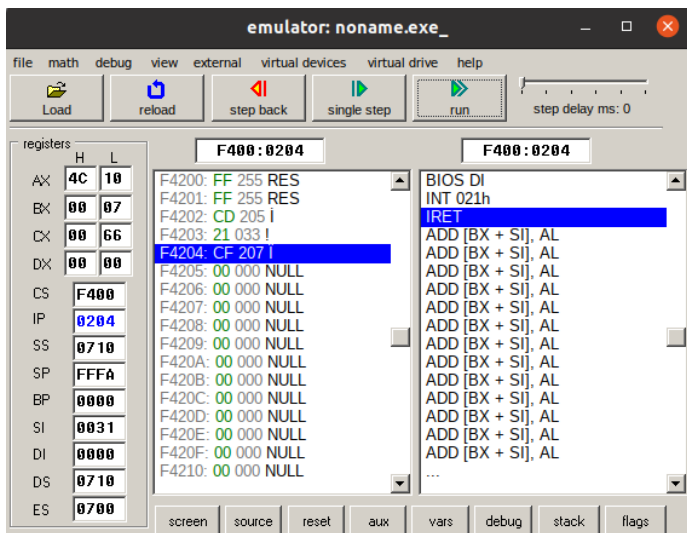 emulator: noname.exe_
file math debug view external virtual devices virtual drive help
Load reload step back single step run step delay ms: 0
registers
H L
AX 4C 10
BX 00 07
CX 00 66
DX 00 00
CS F400
IP 0204
SS 0710
SP FFFA
BP 0000
SI 0031
DI 0000
DS 0710
ES 0700
F400:0204
F4200: FF 255 RES
F4201: FF 255 RES
F4202: CD 205 Í
F4203: 21 033 !
F4204: CF 207 Ï
F4205: 00 000 NULL
F4206: 00 000 NULL
F4207: 00 000 NULL
F4208: 00 000 NULL
F4209: 00 000 NULL
F420A: 00 000 NULL
F420B: 00 000 NULL
F420C: 00 000 NULL
F420D: 00 000 NULL
F420E: 00 000 NULL
F420F: 00 000 NULL
F4210: 00 000 NULL
F400:0204
BIOS DI
INT 021h
IRET
ADD [BX + SI], AL
ADD [BX + SI], AL
ADD [BX + SI], AL
ADD [BX + SI], AL
ADD [BX + SI], AL
ADD [BX + SI], AL
ADD [BX + SI], AL
ADD [BX + SI], AL
ADD [BX + SI], AL
ADD [BX + SI], AL
ADD [BX + SI], AL
ADD [BX + SI], AL
ADD [BX + SI], AL
...
screen source reset aux vars debug stack flags